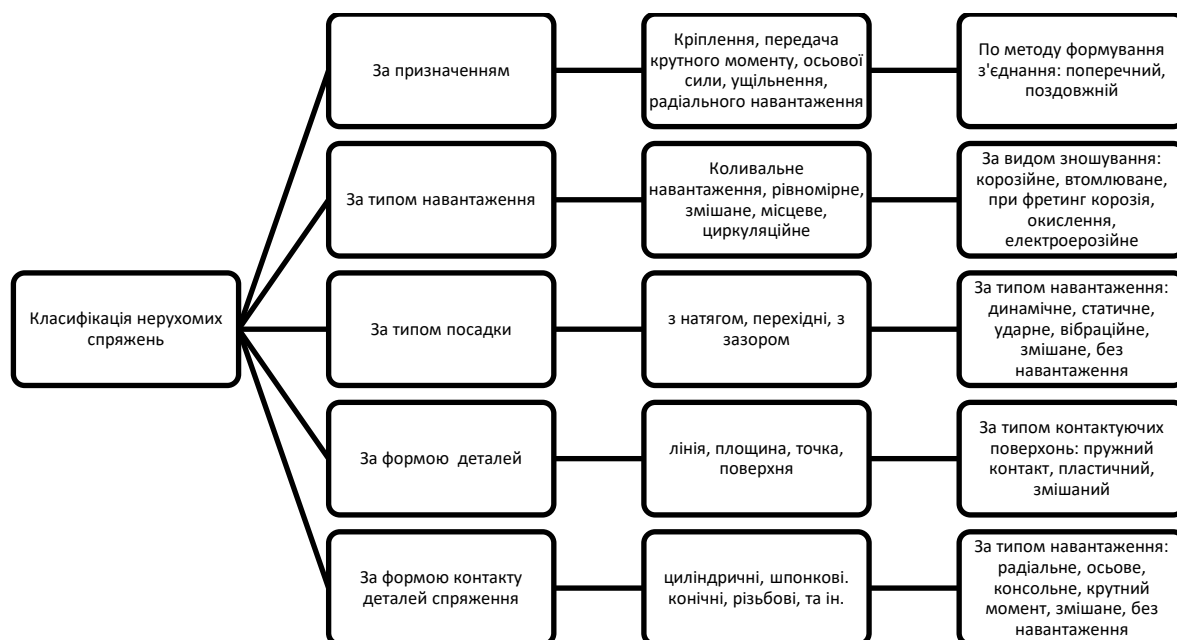 Класифікація нерухомих
спряжень
За призначенням
Кріплення, передача
крутного моменту, осьової
сили, ущільнення,
радіального навантаження
По методу формування
з'єднання: поперечний,
поздовжній
За типом навантаження
Коливальне
навантаження, рівномірне,
змішане, місцеве,
циркуляційне
За видом зношування:
корозійне, втомлюване,
при фретинг корозія,
окислення,
електроерозійне
За типом посадки
з натягом, перехідні, з
зазором
За типом навантаження:
динамічне, статичне,
ударне, вібраційне,
змішане, без
навантаження
За формою  деталей
лінія, площина, точка,
поверхня
За типом контактуючих
поверхонь: пружний
контакт, пластичний,
змішаний
За формою контакту
деталей спряження
циліндричні, шпонкові.
конічні, різьбові, та ін.
За типом навантаження:
радіальне, осьове,
консольне, крутний
момент, змішане, без
навантаження